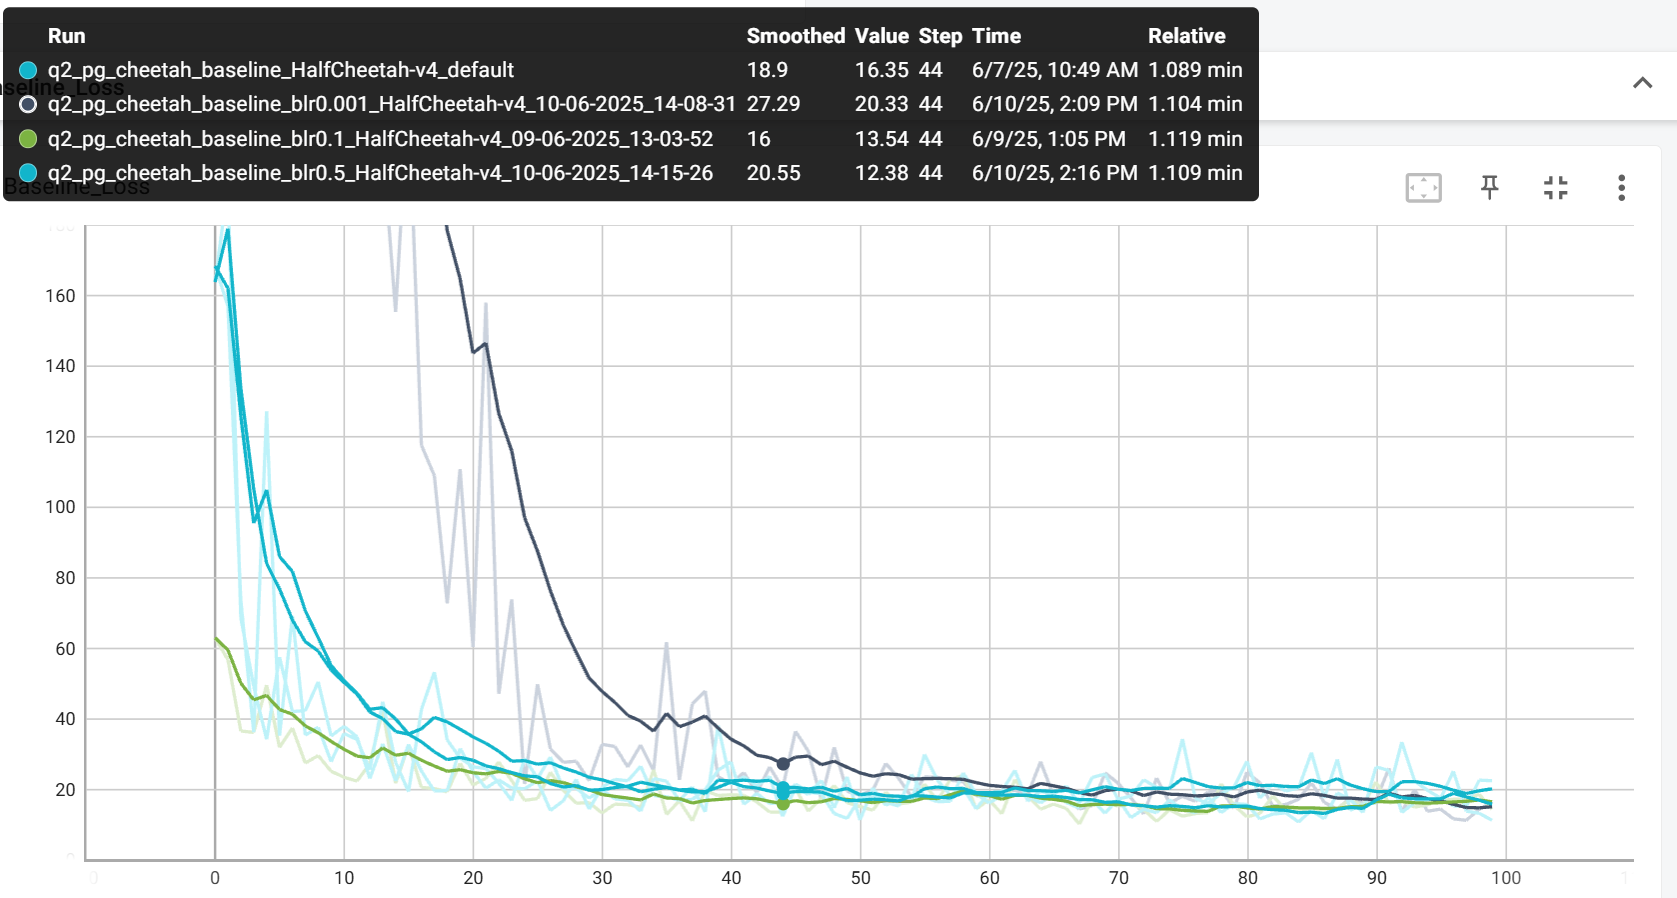 Run Smoothed Value Step Time Relative
q2_pg_cheetah_baseline_HalfCheetah-v4_default 18.9 16.35 44 6/7/25, 10:49 AM 1.089 min
q2_pg_cheetah_baseline_blr0.001_HalfCheetah-v4_10-06-2025_14-08-31 27.29 20.33 44 6/10/25, 2:09 PM 1.104 min
q2_pg_cheetah_baseline_blr0.1_HalfCheetah-v4_09-06-2025_13-03-52 16 13.54 44 6/9/25, 1:05 PM 1.119 min
q2_pg_cheetah_baseline_blr0.5_HalfCheetah-v4_10-06-2025_14-15-26 20.55 12.38 44 6/10/25, 2:16 PM 1.109 min
aseline_Loss
Baseline_Loss
160
140
120
100
80
60
40
20
0
0 0 10 20 30 40 50 60 70 80 90 100